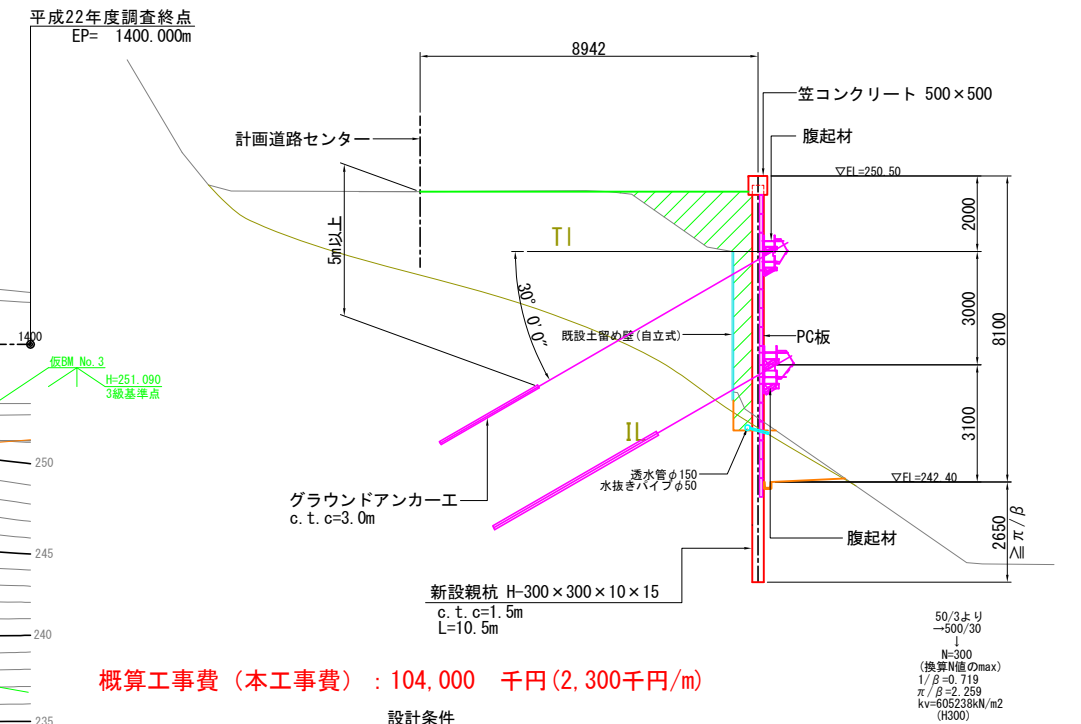 平成22年度調査終点
EP= 1400.000m
8942
笠コンクリート 500×500
腹起材
計画道路センター
▽FL=250.50
2000
5m以上
TI
30° 0' 0"
3000
8100
既設土留め壁(自立式)
PC板
1400
仮BM No.3
H=251.090
3級基準点
3100
IL
250
透水管φ150
水抜きパイプφ50
▽FL=242.40
グラウンドアンカー工
c.t.c=3.0m
腹起材
2650
≧π/β
245
新設親杭 H-300×300×10×15
c.t.c=1.5m
L=10.5m
240
50/3より
→500/30
↓
N=300
(換算N値のmax)
1/β=0.719
π/β=2.259
kv=605238kN/m2
(H300)
概算工事費（本工事費）：104,000 千円(2,300千円/m)
設計条件
235